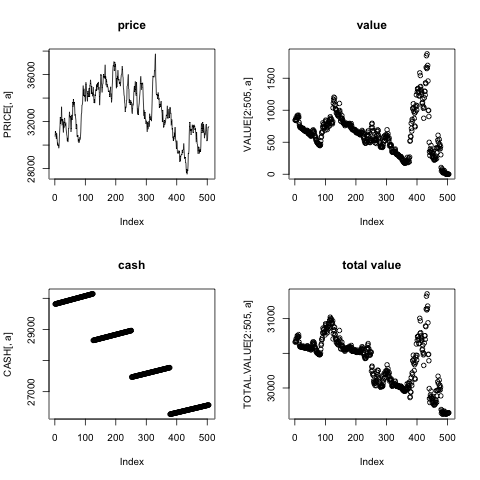 price
PRICE[, a]
28000 32000 36000
0 100 200 300 400 500
Index
value
VALUE[2:505, a]
0 500 1000 1500
0 100 200 300 400 500
Index
cash
CASH[, a]
27000 29000
0 100 200 300 400 500
Index
total value
TOTAL.VALUE[2:505, a]
30000 31000
0 100 200 300 400 500
Index